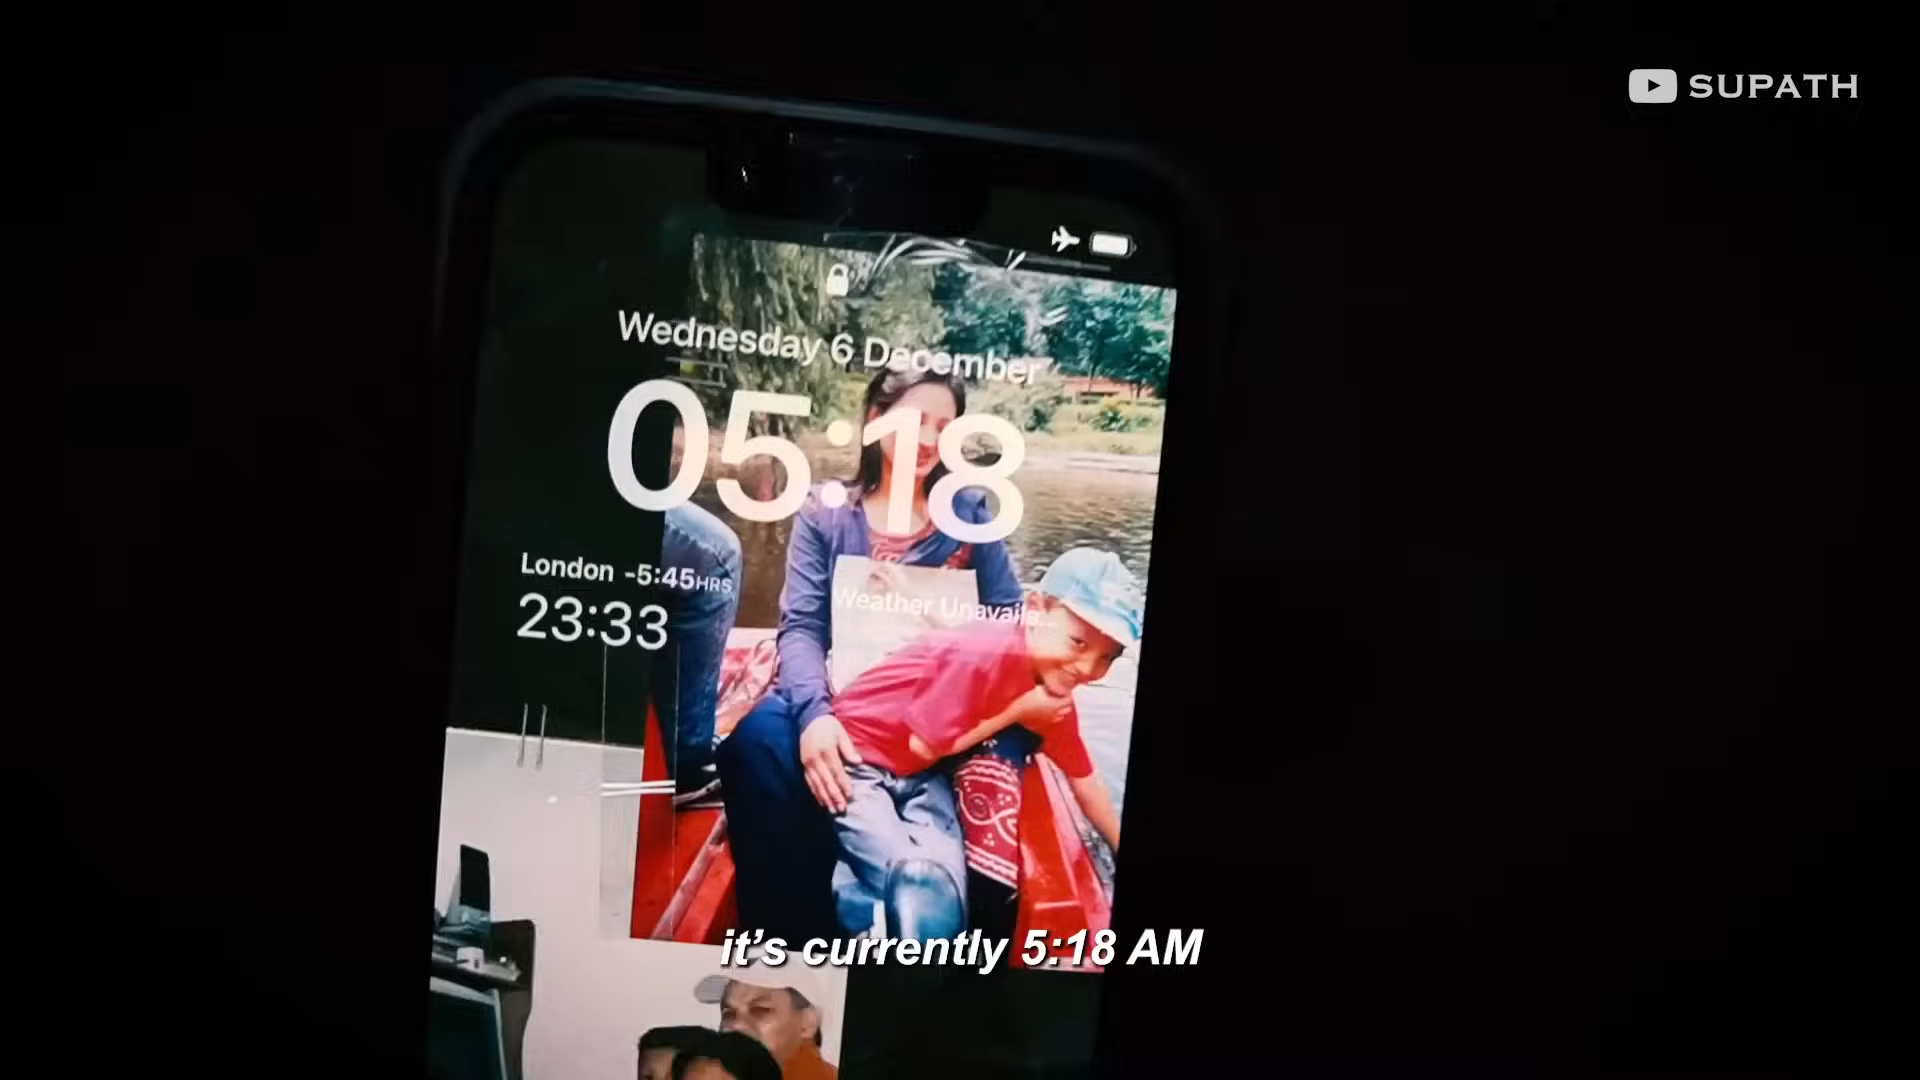 SUPATH
Wednesday 6 December
05:18
London -5:45HRS
23:33
Weather Unavaila...
it's currently 5:18 AM